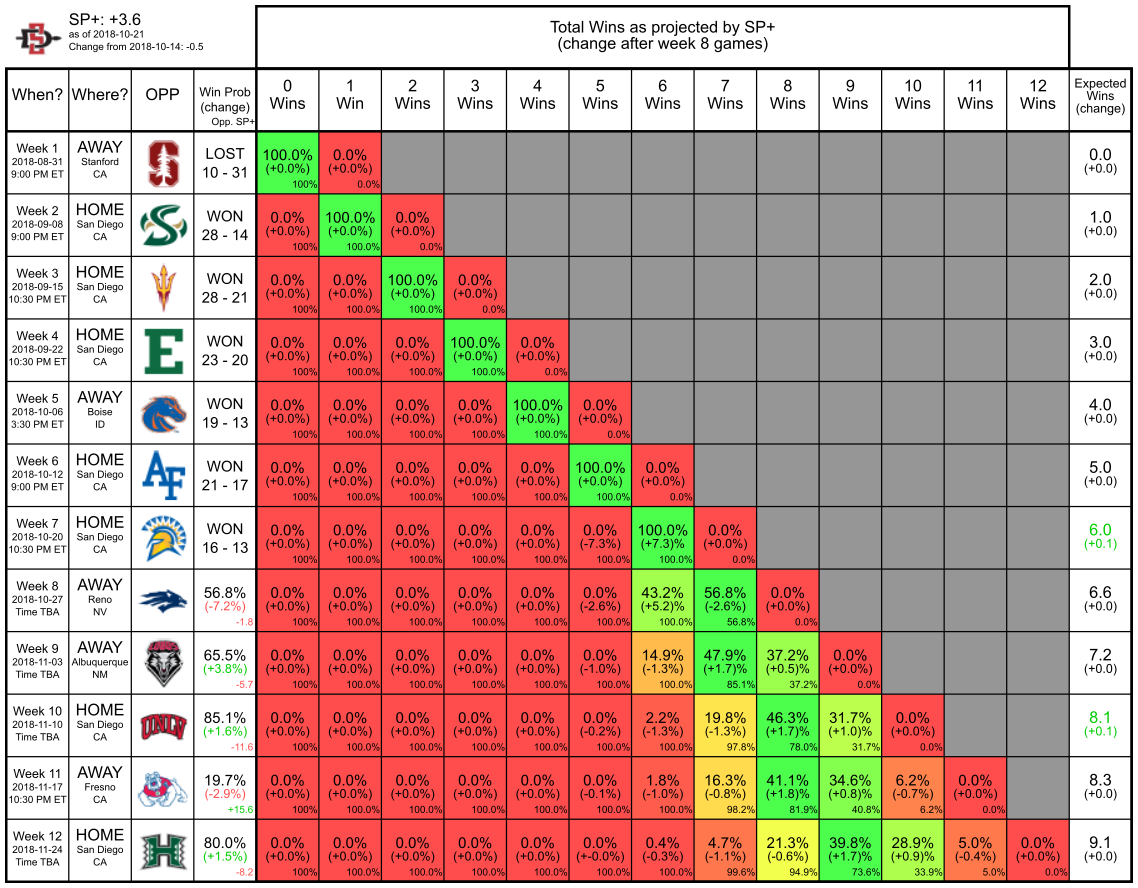 SP+: +3.6
as of 2018-10-21
Change from 2018-10-14: -0.5
Total Wins as projected by SP+
(change after week 8 games)
When? Where? OPP Win Prob (change) Opp. SP+ 0 Wins 1 Win 2 Wins 3 Wins 4 Wins 5 Wins 6 Wins 7 Wins 8 Wins 9 Wins 10 Wins 11 Wins 12 Wins Expected Wins (change)
Week 1 AWAY LOST 100.0% 0.0% 0.0
2018-08-31 Stanford 10 - 31 (+0.0%) (+0.0%) (+0.0)
9:00 PM ET CA 100% 0.0%
Week 2 HOME WON 0.0% 100.0% 0.0% 1.0
2018-09-08 San Diego 28 - 14 (+0.0%) (+0.0%) (+0.0%) (+0.0)
9:00 PM ET CA 100% 100.0% 0.0%
Week 3 HOME WON 0.0% 0.0% 100.0% 0.0% 2.0
2018-09-15 San Diego 28 - 21 (+0.0%) (+0.0%) (+0.0%) (+0.0%) (+0.0)
10:30 PM ET CA 100% 100.0% 100.0% 0.0%
Week 4 HOME E WON 0.0% 0.0% 0.0% 100.0% 0.0% 3.0
2018-09-22 San Diego 23 - 20 (+0.0%) (+0.0%) (+0.0%) (+0.0%) (+0.0%) (+0.0)
10:30 PM ET CA 100% 100.0% 100.0% 100.0% 0.0%
Week 5 AWAY WON 0.0% 0.0% 0.0% 0.0% 100.0% 0.0% 4.0
2018-10-06 Boise 19 - 13 (+0.0%) (+0.0%) (+0.0%) (+0.0%) (+0.0%) (+0.0%) (+0.0)
3:30 PM ET ID 100% 100.0% 100.0% 100.0% 100.0% 0.0%
Week 6 HOME AF WON 0.0% 0.0% 0.0% 0.0% 0.0% 100.0% 0.0% 5.0
2018-10-12 San Diego 21 - 17 (+0.0%) (+0.0%) (+0.0%) (+0.0%) (+0.0%) (+0.0%) (+0.0%) (+0.0)
9:00 PM ET CA 100% 100.0% 100.0% 100.0% 100.0% 100.0% 0.0%
Week 7 HOME WON 0.0% 0.0% 0.0% 0.0% 0.0% 0.0% 100.0% 0.0% 6.0
2018-10-20 San Diego 16 - 13 (+0.0%) (+0.0%) (+0.0%) (+0.0%) (+0.0%) (-7.3%) (+7.3)% (+0.0%) (+0.1)
10:30 PM ET CA 100% 100.0% 100.0% 100.0% 100.0% 100.0% 100.0% 0.0%
Week 8 AWAY 56.8% 0.0% 0.0% 0.0% 0.0% 0.0% 0.0% 43.2% 56.8% 0.0% 6.6
2018-10-27 Reno (-7.2%) (+0.0%) (+0.0%) (+0.0%) (+0.0%) (+0.0%) (-2.6%) (+5.2)% (-2.6%) (+0.0%) (+0.0)
Time TBA NV -1.8 100% 100.0% 100.0% 100.0% 100.0% 100.0% 100.0% 56.8% 0.0%
Week 9 AWAY 65.5% 0.0% 0.0% 0.0% 0.0% 0.0% 0.0% 14.9% 47.9% 37.2% 0.0% 7.2
2018-11-03 Albuquerque (+3.8%) (+0.0%) (+0.0%) (+0.0%) (+0.0%) (+0.0%) (-1.0%) (-1.3%) (+1.7)% (+0.5)% (+0.0%) (+0.0)
Time TBA NM -5.7 100% 100.0% 100.0% 100.0% 100.0% 100.0% 100.0% 85.1% 37.2% 0.0%
Week 10 HOME UNLV 85.1% 0.0% 0.0% 0.0% 0.0% 0.0% 0.0% 2.2% 19.8% 46.3% 31.7% 0.0% 8.1
2018-11-10 San Diego (+1.6%) (+0.0%) (+0.0%) (+0.0%) (+0.0%) (+0.0%) (-0.2%) (-1.3%) (-1.3%) (+1.7)% (+1.0)% (+0.0%) (+0.1)
Time TBA CA -11.6 100% 100.0% 100.0% 100.0% 100.0% 100.0% 100.0% 97.8% 78.0% 31.7% 0.0%
Week 11 AWAY 19.7% 0.0% 0.0% 0.0% 0.0% 0.0% 0.0% 1.8% 16.3% 41.1% 34.6% 6.2% 0.0% 8.3
2018-11-17 Fresno (-2.9%) (+0.0%) (+0.0%) (+0.0%) (+0.0%) (+0.0%) (-0.1%) (-1.0%) (-0.8%) (+1.8)% (+0.8)% (-0.7%) (+0.0%) (+0.0)
10:30 PM ET CA +15.6 100% 100.0% 100.0% 100.0% 100.0% 100.0% 100.0% 98.2% 81.9% 40.8% 6.2% 0.0%
Week 12 HOME H 80.0% 0.0% 0.0% 0.0% 0.0% 0.0% 0.0% 0.4% 4.7% 21.3% 39.8% 28.9% 5.0% 0.0% 9.1
2018-11-24 San Diego (+1.5%) (+0.0%) (+0.0%) (+0.0%) (+0.0%) (+0.0%) (+-0.0%) (-0.3%) (-1.1%) (-0.6%) (+1.7)% (+0.9)% (-0.4%) (+0.0%) (+0.0)
Time TBA CA -8.2 100% 100.0% 100.0% 100.0% 100.0% 100.0% 100.0% 99.6% 94.9% 73.6% 33.9% 5.0% 0.0%